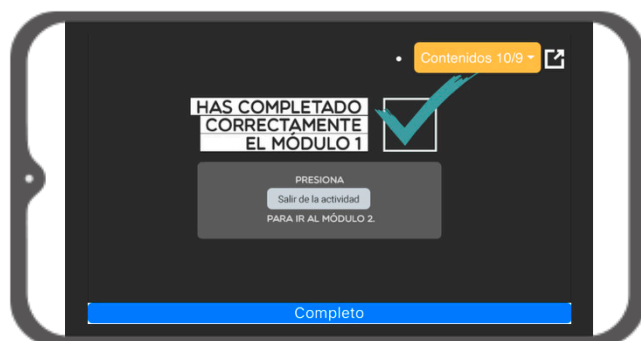 Contenidos 10/9
HAS COMPLETADO
CORRECTAMENTE
EL MÓDULO 1
PRESIONA
Salir de la actividad
PARA IR AL MÓDULO 2.
Completo